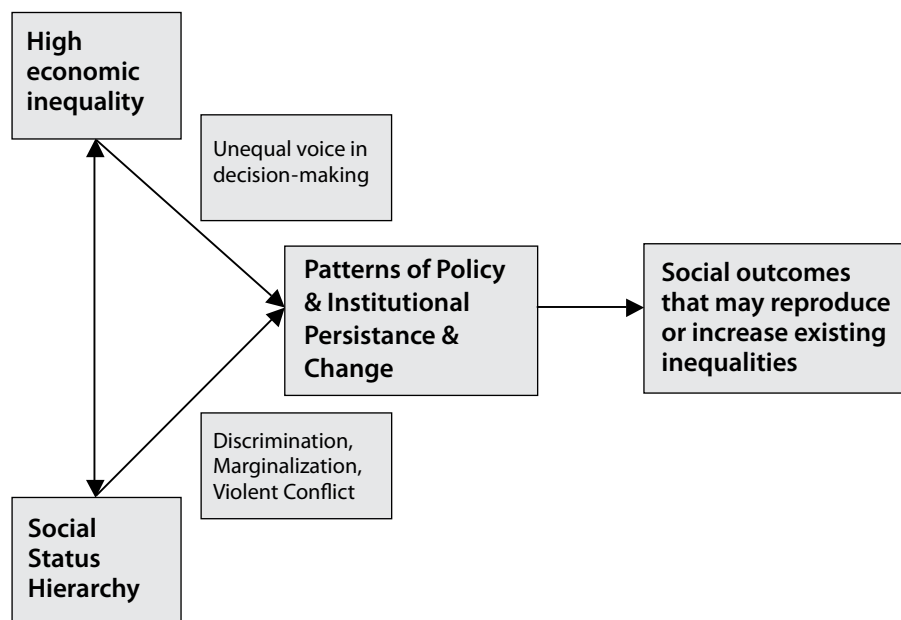 High
economic
inequality
Unequal voice in
decision-making
Patterns of Policy
& Institutional
Persistance &
Change
Social outcomes
that may reproduce
or increase existing
inequalities
Discrimination,
Marginalization,
Violent Conflict
Social
Status
Hierarchy